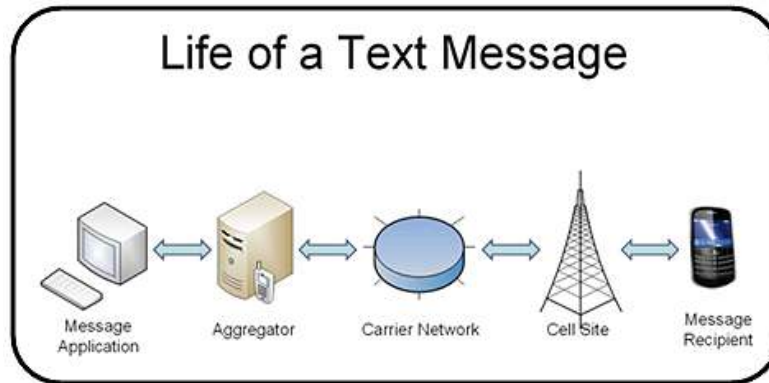 Life of a Text Message
Message
Application
Aggregator
Carrier Network
Cell Site
Message
Recipient